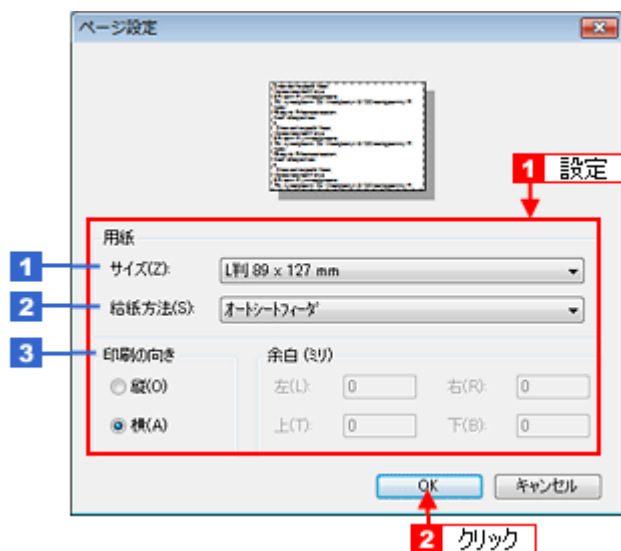 ページ設定
1 設定
用紙
1 サイズ(Z): L判 89 x 127 mm
2 給紙方法(S): オートシートフィーダ
3 印刷の向き 余白 (ミリ)
縦(O) 左(L): 0 右(R): 0
横(A) 上(T): 0 下(B): 0
OK キャンセル
2 クリック